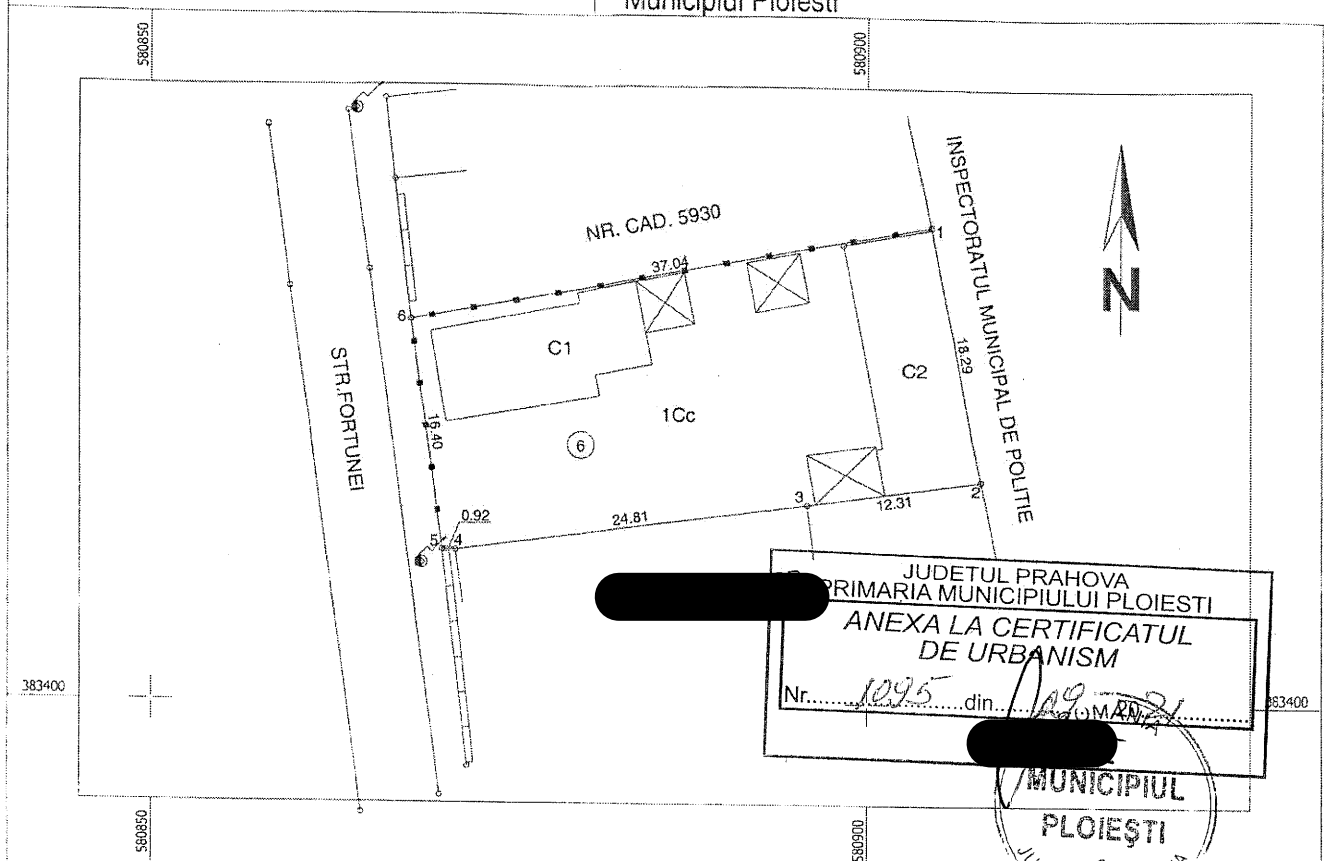 Municipiul Ploiesti
580850
580900
NR. CAD. 5930
37.04
1
INSPECTORATUL MUNICIPAL DE POLITIE
N
6
C1
18.29
C2
STR.FORTUNEI
1Cc
16.40
6
3
2
12.31
24.81
0.92
5 4
JUDETUL PRAHOVA
PRIMARIA MUNICIPIULUI PLOIESTI
ANEXA LA CERTIFICATUL
DE URBANISM
Nr. 1095 din
383400
383400
ROMÂNIA
MUNICIPIUL
PLOIEŞTI
580850
580900